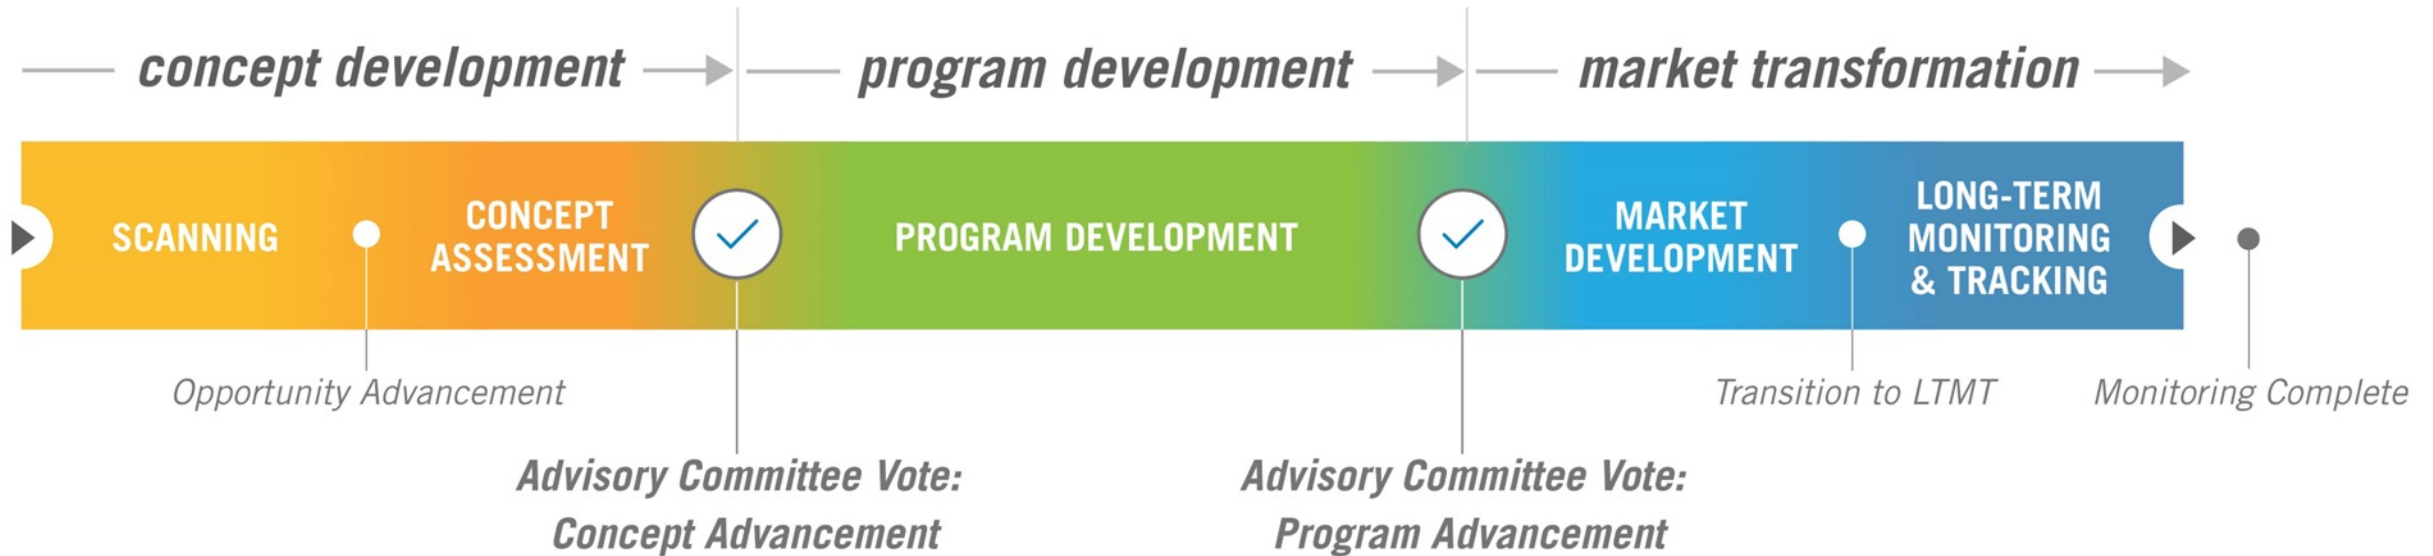 concept development
program development
market transformation
SCANNING
CONCEPT
ASSESSMENT
PROGRAM DEVELOPMENT
MARKET
DEVELOPMENT
LONG-TERM
MONITORING
& TRACKING
Opportunity Advancement
Transition to LTMT
Monitoring Complete
Advisory Committee Vote:
Concept Advancement
Advisory Committee Vote:
Program Advancement